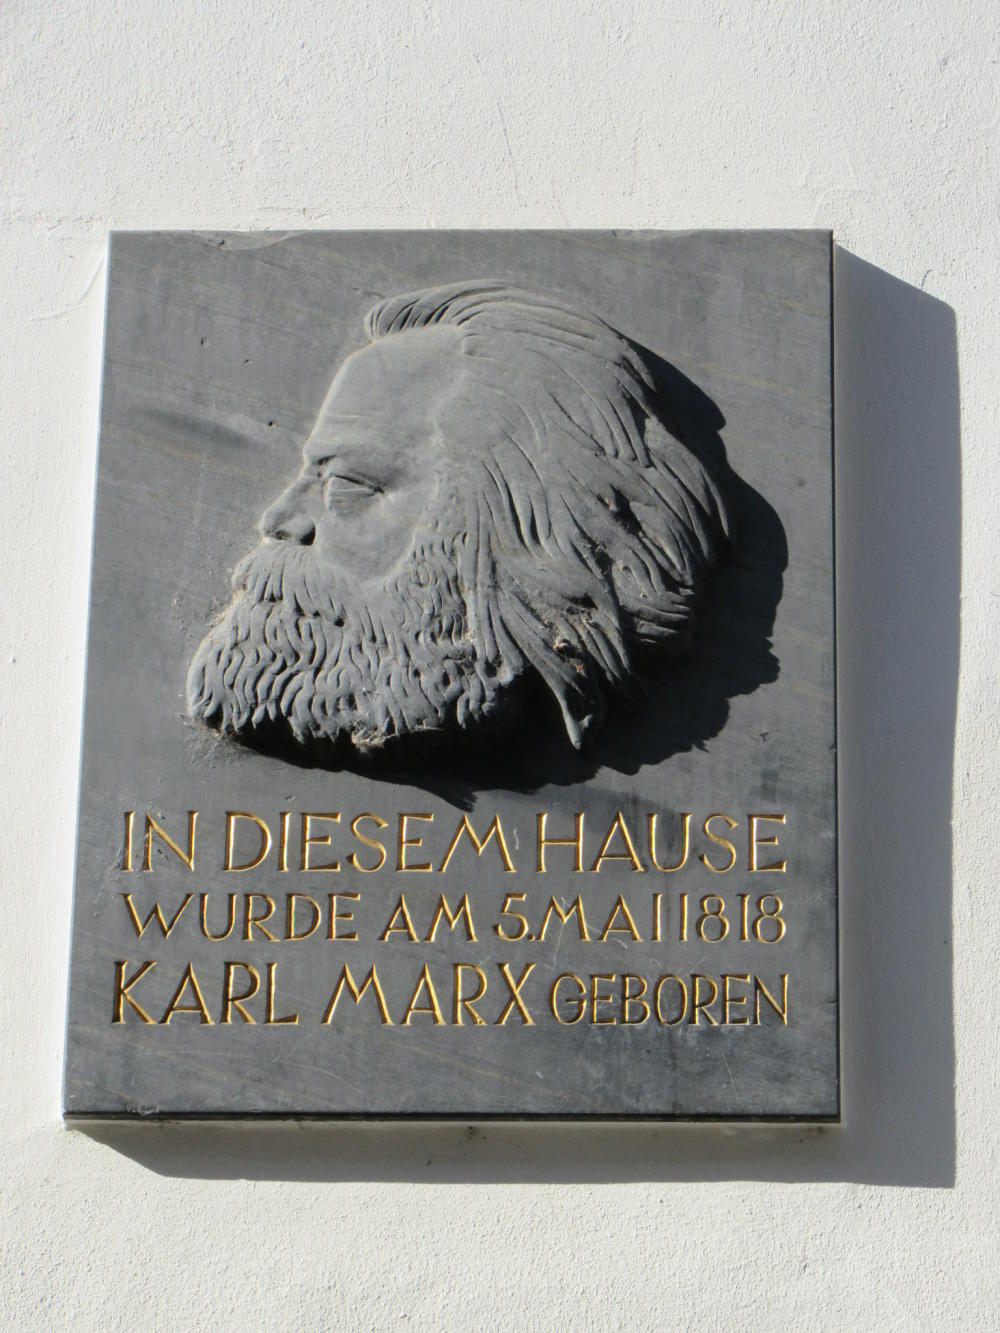 IN DIESEM HAUSE
WURDE AM 5. MAI 1818
KARL MARX GEBOREN